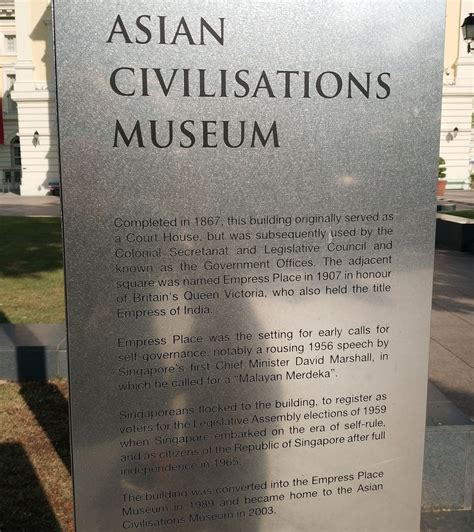 ASIAN
CIVILISATIONS
MUSEUM
Completed in 1867, this building originally served as
a Court House, but was subsequently used by the
Colonial Secretariat and Legislative Council and
known as the Government Offices. The adjacent
square was named Empress Place in 1907 in honour
of Britain's Queen Victoria, who also held the title
Empress of India.
Empress Place was the setting for early calls for
self-governance, notably a rousing 1956 speech by
Singapore's first Chief Minister David Marshall, in
which he called for a "Malayan Merdeka".
Singaporeans flocked to the building, to register as
voters for the Legislative Assembly elections of 1959
when Singapore embarked on the era of self-rule,
and as citizens of the Republic of Singapore after full
independence in 1965.
The building was converted into the Empress Place
Museum in 1989 and became home to the Asian
Civilisations Museum in 2003.